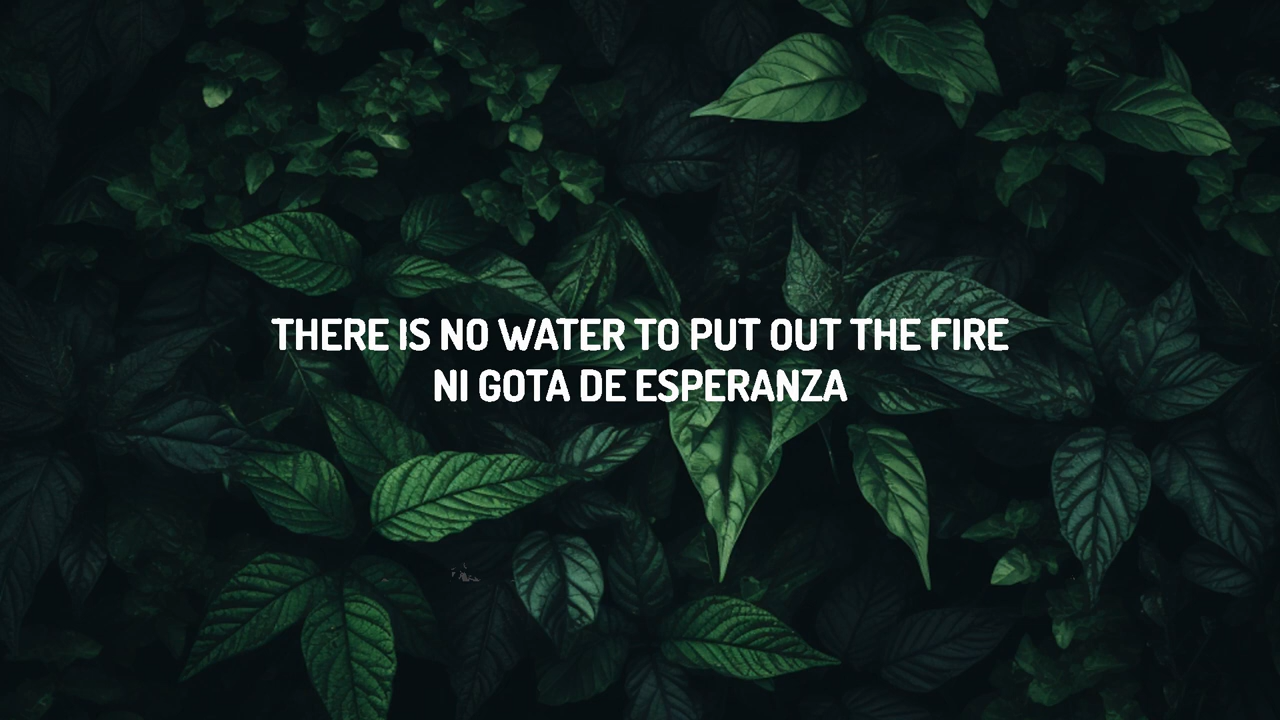 THERE IS NO WATER TO PUT OUT THE FIRE
NI GOTA DE ESPERANZA